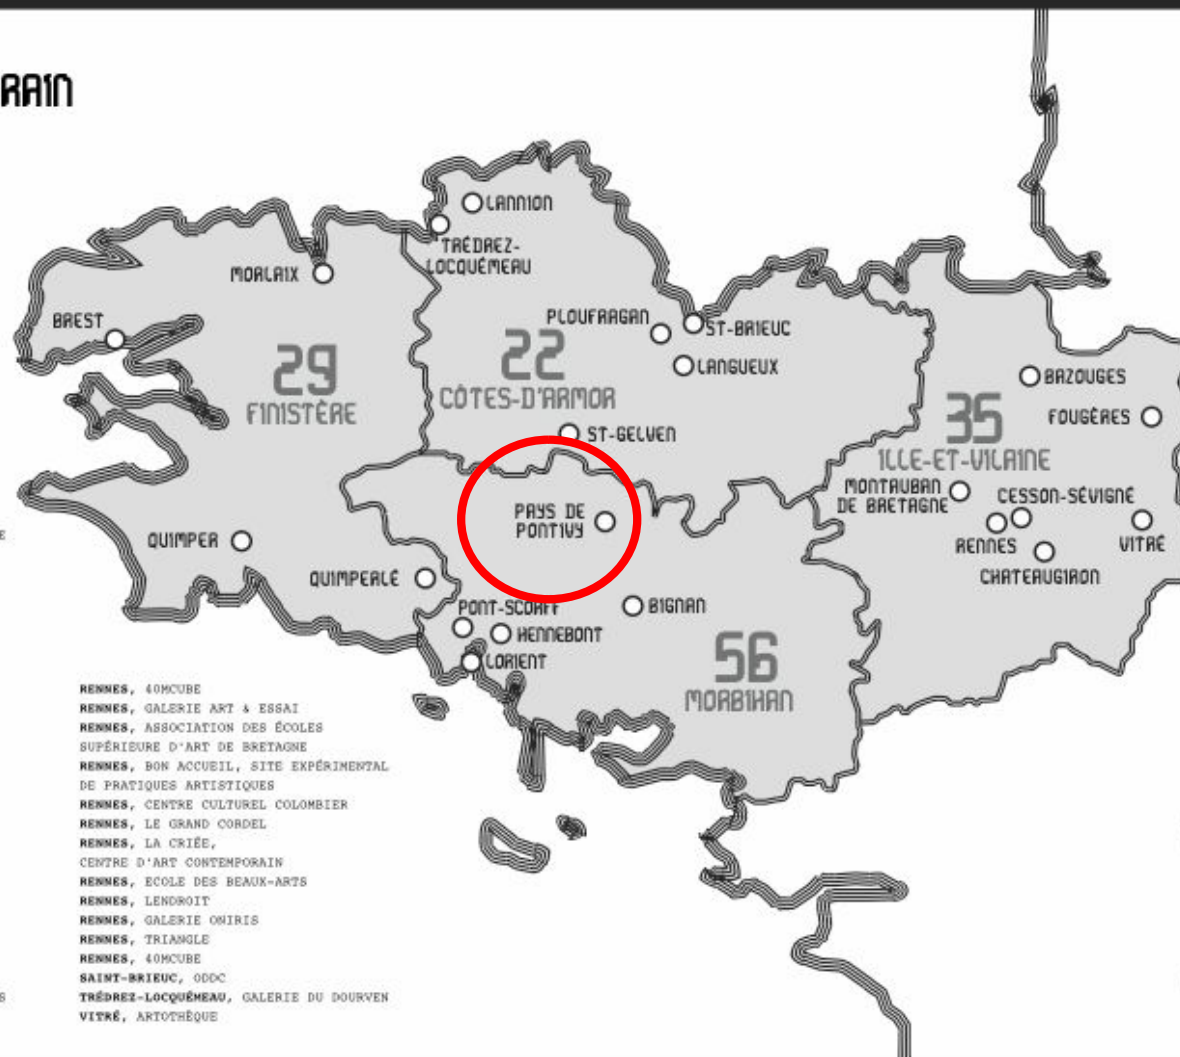 RAIN
LANNION
TRÉDREZ-
LOCQUÉMEAU
MORLAIX
BREST
PLOUFRAGAN
ST-BRIEUC
LANGUEUX
29
FINISTÈRE
22
CÔTES-D'ARMOR
ST-GELVEN
35
ILLE-ET-VILAINE
BAZOUGES
FOUGÈRES
MONTAUBAN
DE BRETAGNE
CESSON-SÉVIGNÉ
RENNES
VITRÉ
CHATEAUGIRON
PAYS DE
PONTIVY
QUIMPER
QUIMPERLÉ
PONT-SCORFF
HENNEBONT
LORIENT
BIGNAN
56
MORBIHAN
E
RENNES, 40MCUBE
RENNES, GALERIE ART & ESSAI
RENNES, ASSOCIATION DES ÉCOLES
SUPÉRIEURE D'ART DE BRETAGNE
RENNES, BON ACCUEIL, SITE EXPÉRIMENTAL
DE PRATIQUES ARTISTIQUES
RENNES, CENTRE CULTUREL COLOMBIER
RENNES, LE GRAND CORDEL
RENNES, LA CRIÉE,
CENTRE D'ART CONTEMPORAIN
RENNES, ECOLE DES BEAUX-ARTS
RENNES, LENDROIT
RENNES, GALERIE ONIRIS
RENNES, TRIANGLE
RENNES, 40MCUBE
SAINT-BRIEUC, ODDC
S
TRÉDREZ-LOCQUÉMEAU, GALERIE DU DOURVEN
VITRÉ, ARTOTHÈQUE